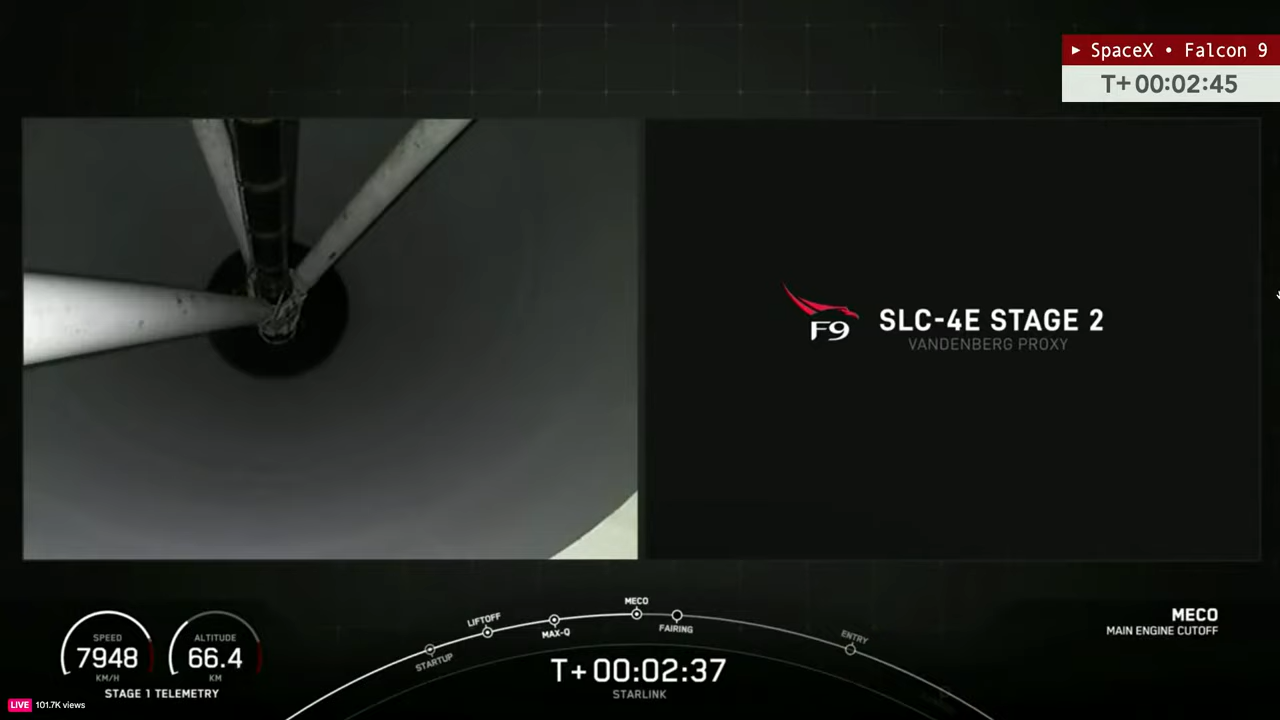 ▶ SpaceX • Falcon 9
T+00:02:45
F9
SLC-4E STAGE 2
VANDENBERG PROXY
SPEED
7948
KM/H
ALTITUDE
66.4
KM
STAGE 1 TELEMETRY
STARTUP
LIFTOFF
MAX-Q
MECO
FAIRING
ENTRY
T+00:02:37
STARLINK
MECO
MAIN ENGINE CUTOFF
LIVE 101.7K views